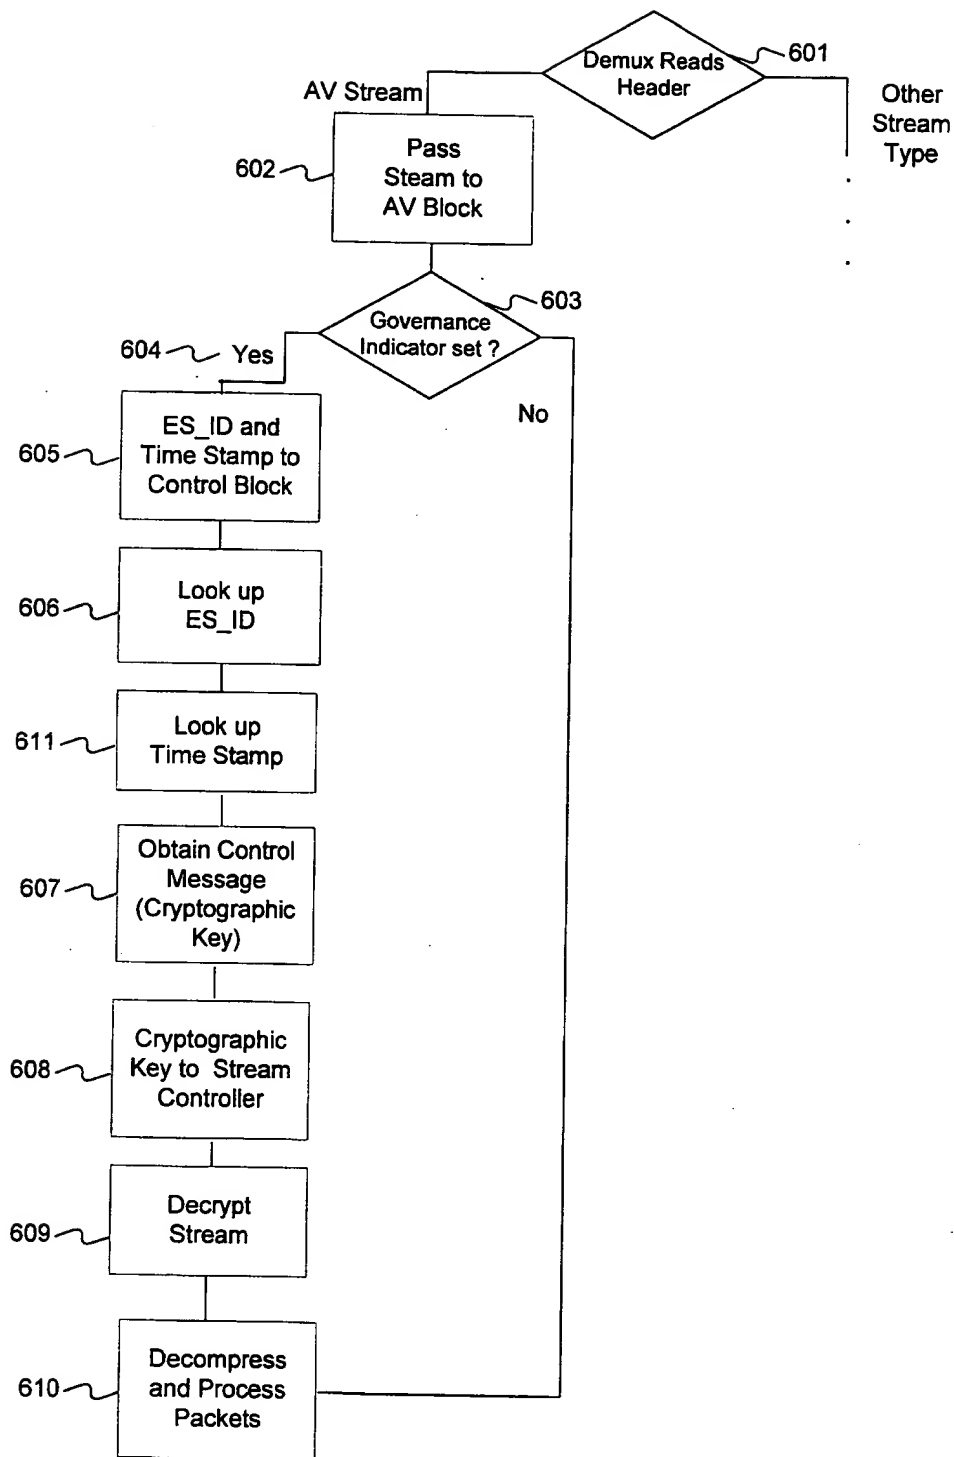 Demux Reads
Header
601
AV Stream
Other
Stream
Type
602
Pass
Steam to
AV Block
603
Governance
Indicator set ?
604
Yes
No
605
ES_ID and
Time Stamp to
Control Block
606
Look up
ES_ID
611
Look up
Time Stamp
607
Obtain Control
Message
(Cryptographic
Key)
608
Cryptographic
Key to Stream
Controller
609
Decrypt
Stream
610
Decompress
and Process
Packets